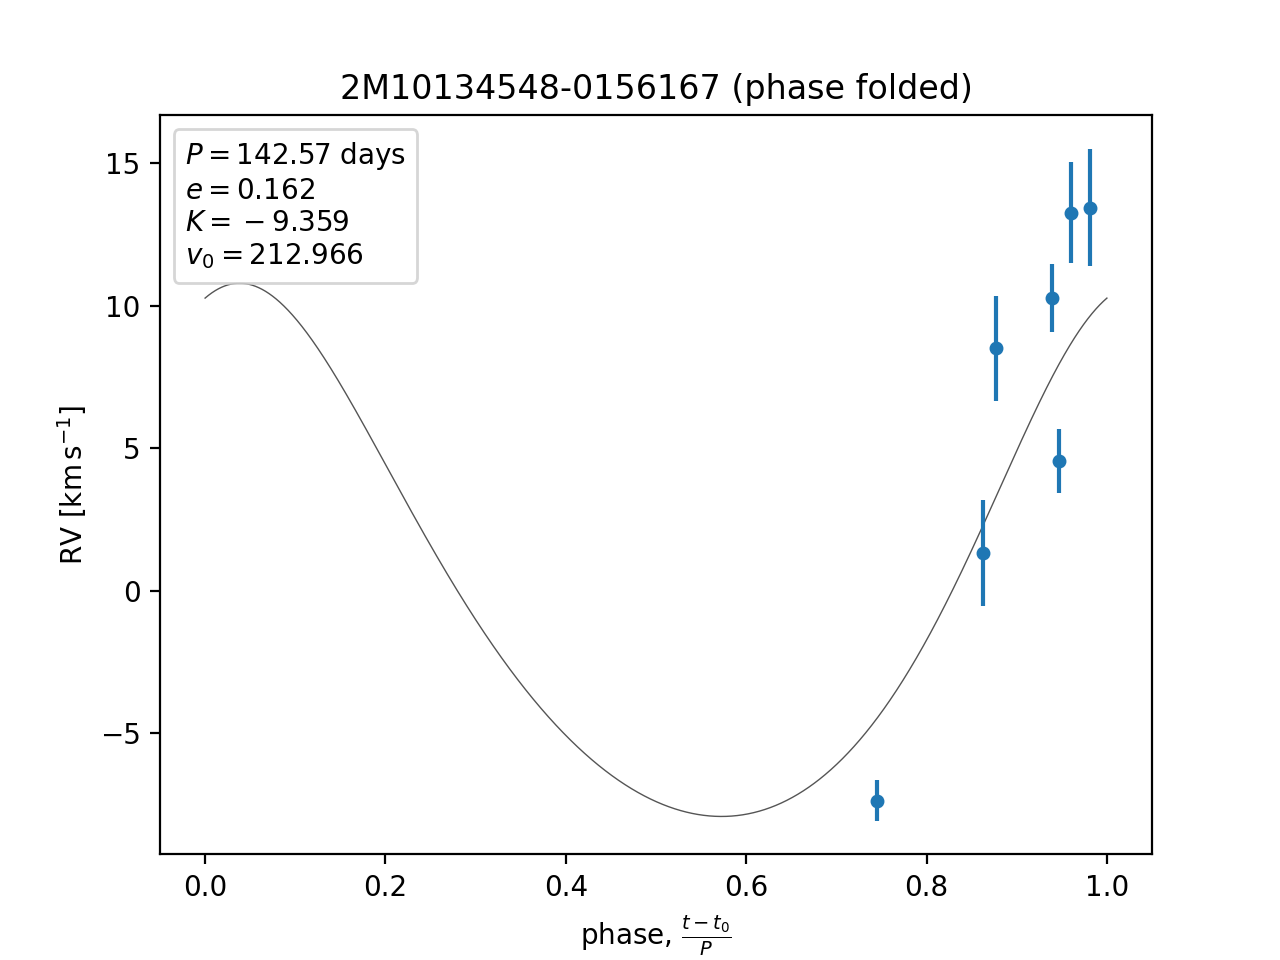 2M10134548-0156167 (phase folded)
P = 142.57 days
e = 0.162
K = −9.359
v₀ = 212.966
15
10
5
0
−5
RV [km s⁻¹]
0.0 0.2 0.4 0.6 0.8 1.0
phase, (t − t₀)/P